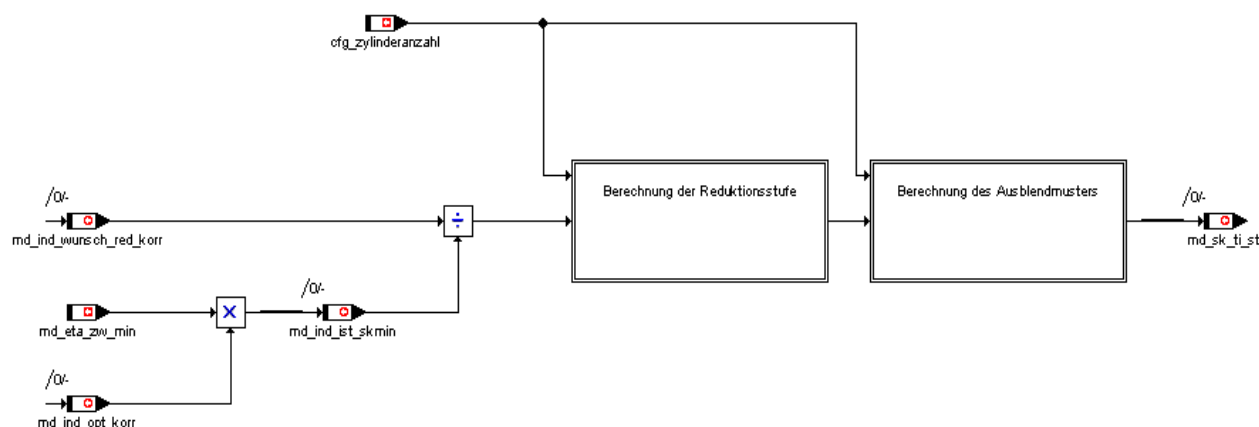 cfg_zylinderanzahl
Berechnung der Reduktionsstufe
Berechnung des Ausblendmusters
/0/-
md_ind_wunsch_red_korr
÷
/0/-
md_sk_ti_st
md_eta_zw_min
×
/0/-
md_ind_ist_skmin
/0/-
md_ind_opt_korr